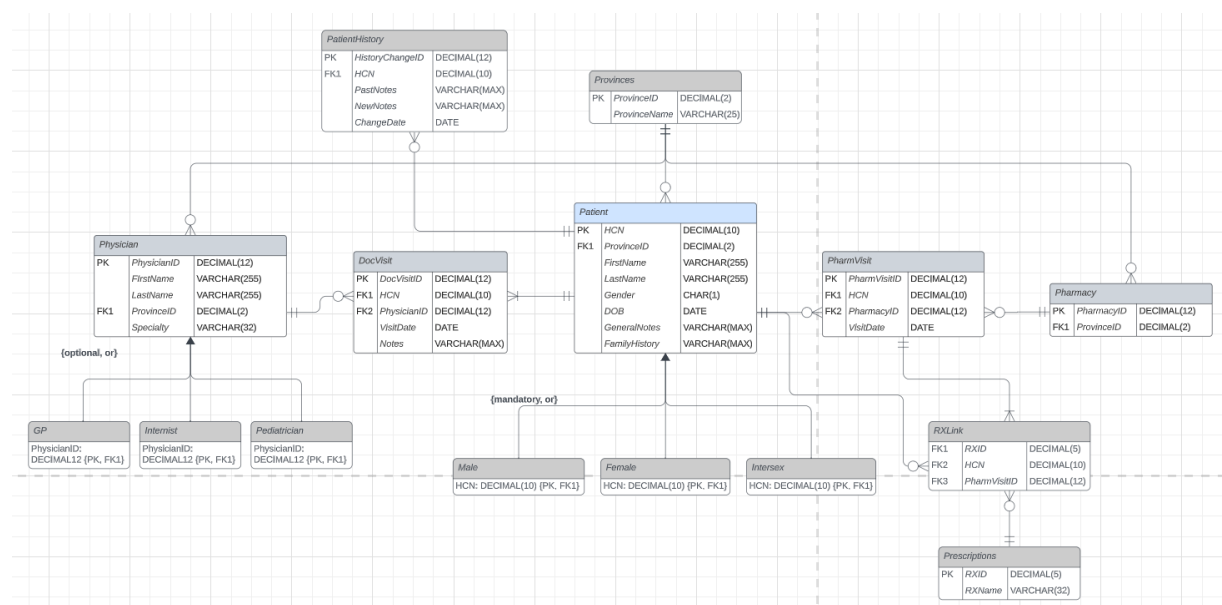 PatientHistory
PK HistoryChangeID DECIMAL(12)
FK1 HCN DECIMAL(10)
PastNotes VARCHAR(MAX)
NewNotes VARCHAR(MAX)
ChangeDate DATE
Provinces
PK ProvinceID DECIMAL(2)
ProvinceName VARCHAR(25)
Patient
PK HCN DECIMAL(10)
FK1 ProvinceID DECIMAL(2)
FirstName VARCHAR(255)
LastName VARCHAR(255)
Gender CHAR(1)
DOB DATE
GeneralNotes VARCHAR(MAX)
FamilyHistory VARCHAR(MAX)
Physician
PK PhysicianID DECIMAL(12)
FirstName VARCHAR(255)
LastName VARCHAR(255)
FK1 ProvinceID DECIMAL(2)
Specialty VARCHAR(32)
DocVisit
PK DocVisitID DECIMAL(12)
FK1 HCN DECIMAL(10)
FK2 PhysicianID DECIMAL(12)
VisitDate DATE
Notes VARCHAR(MAX)
PharmVisit
PK PharmVisitID DECIMAL(12)
FK1 HCN DECIMAL(10)
FK2 PharmacyID DECIMAL(12)
VisitDate DATE
Pharmacy
PK PharmacyID DECIMAL(12)
FK1 ProvinceID DECIMAL(2)
{optional, or}
{mandatory, or}
GP
PhysicianID:
DECIMAL12 {PK, FK1}
Internist
PhysicianID:
DECIMAL12 {PK, FK1}
Pediatrician
PhysicianID:
DECIMAL12 {PK, FK1}
Male
HCN: DECIMAL(10) {PK, FK1}
Female
HCN: DECIMAL(10) {PK, FK1}
Intersex
HCN: DECIMAL(10) {PK, FK1}
RXLink
FK1 RXID DECIMAL(5)
FK2 HCN DECIMAL(10)
FK3 PharmVisitID DECIMAL(12)
Prescriptions
PK RXID DECIMAL(5)
RXName VARCHAR(32)